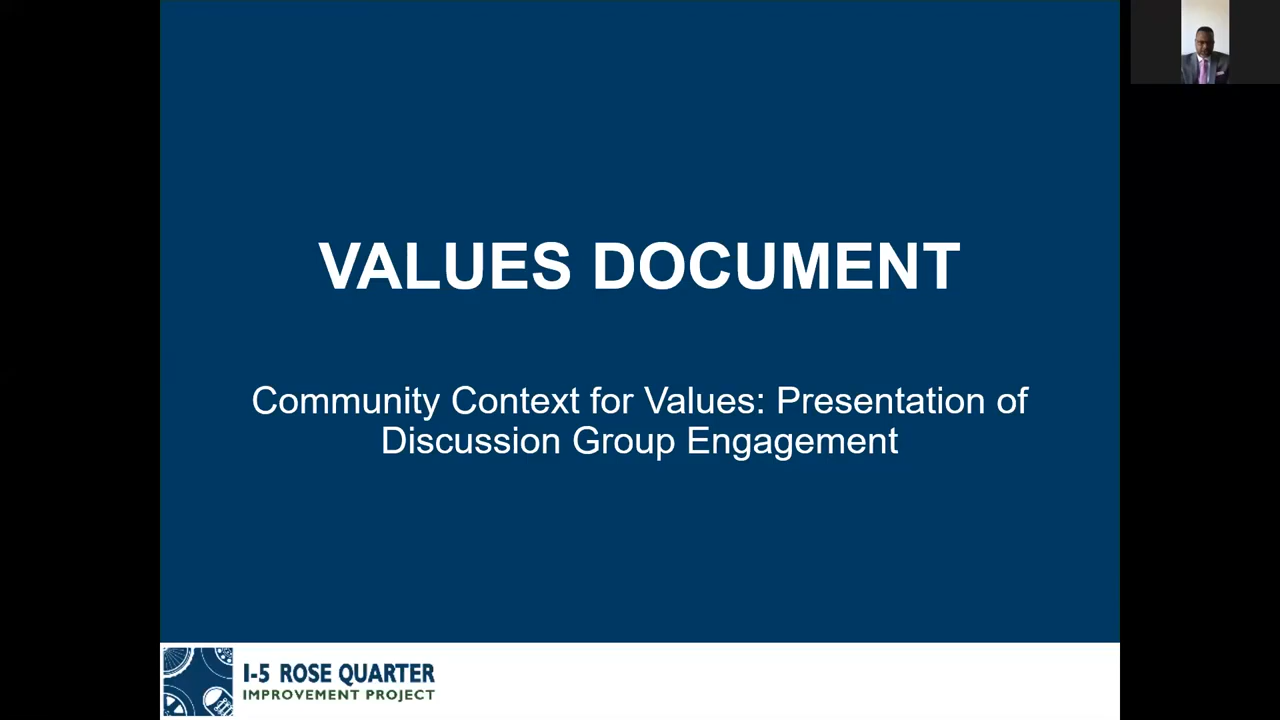 VALUES DOCUMENT
Community Context for Values: Presentation of
Discussion Group Engagement
I-5 ROSE QUARTER
IMPROVEMENT PROJECT